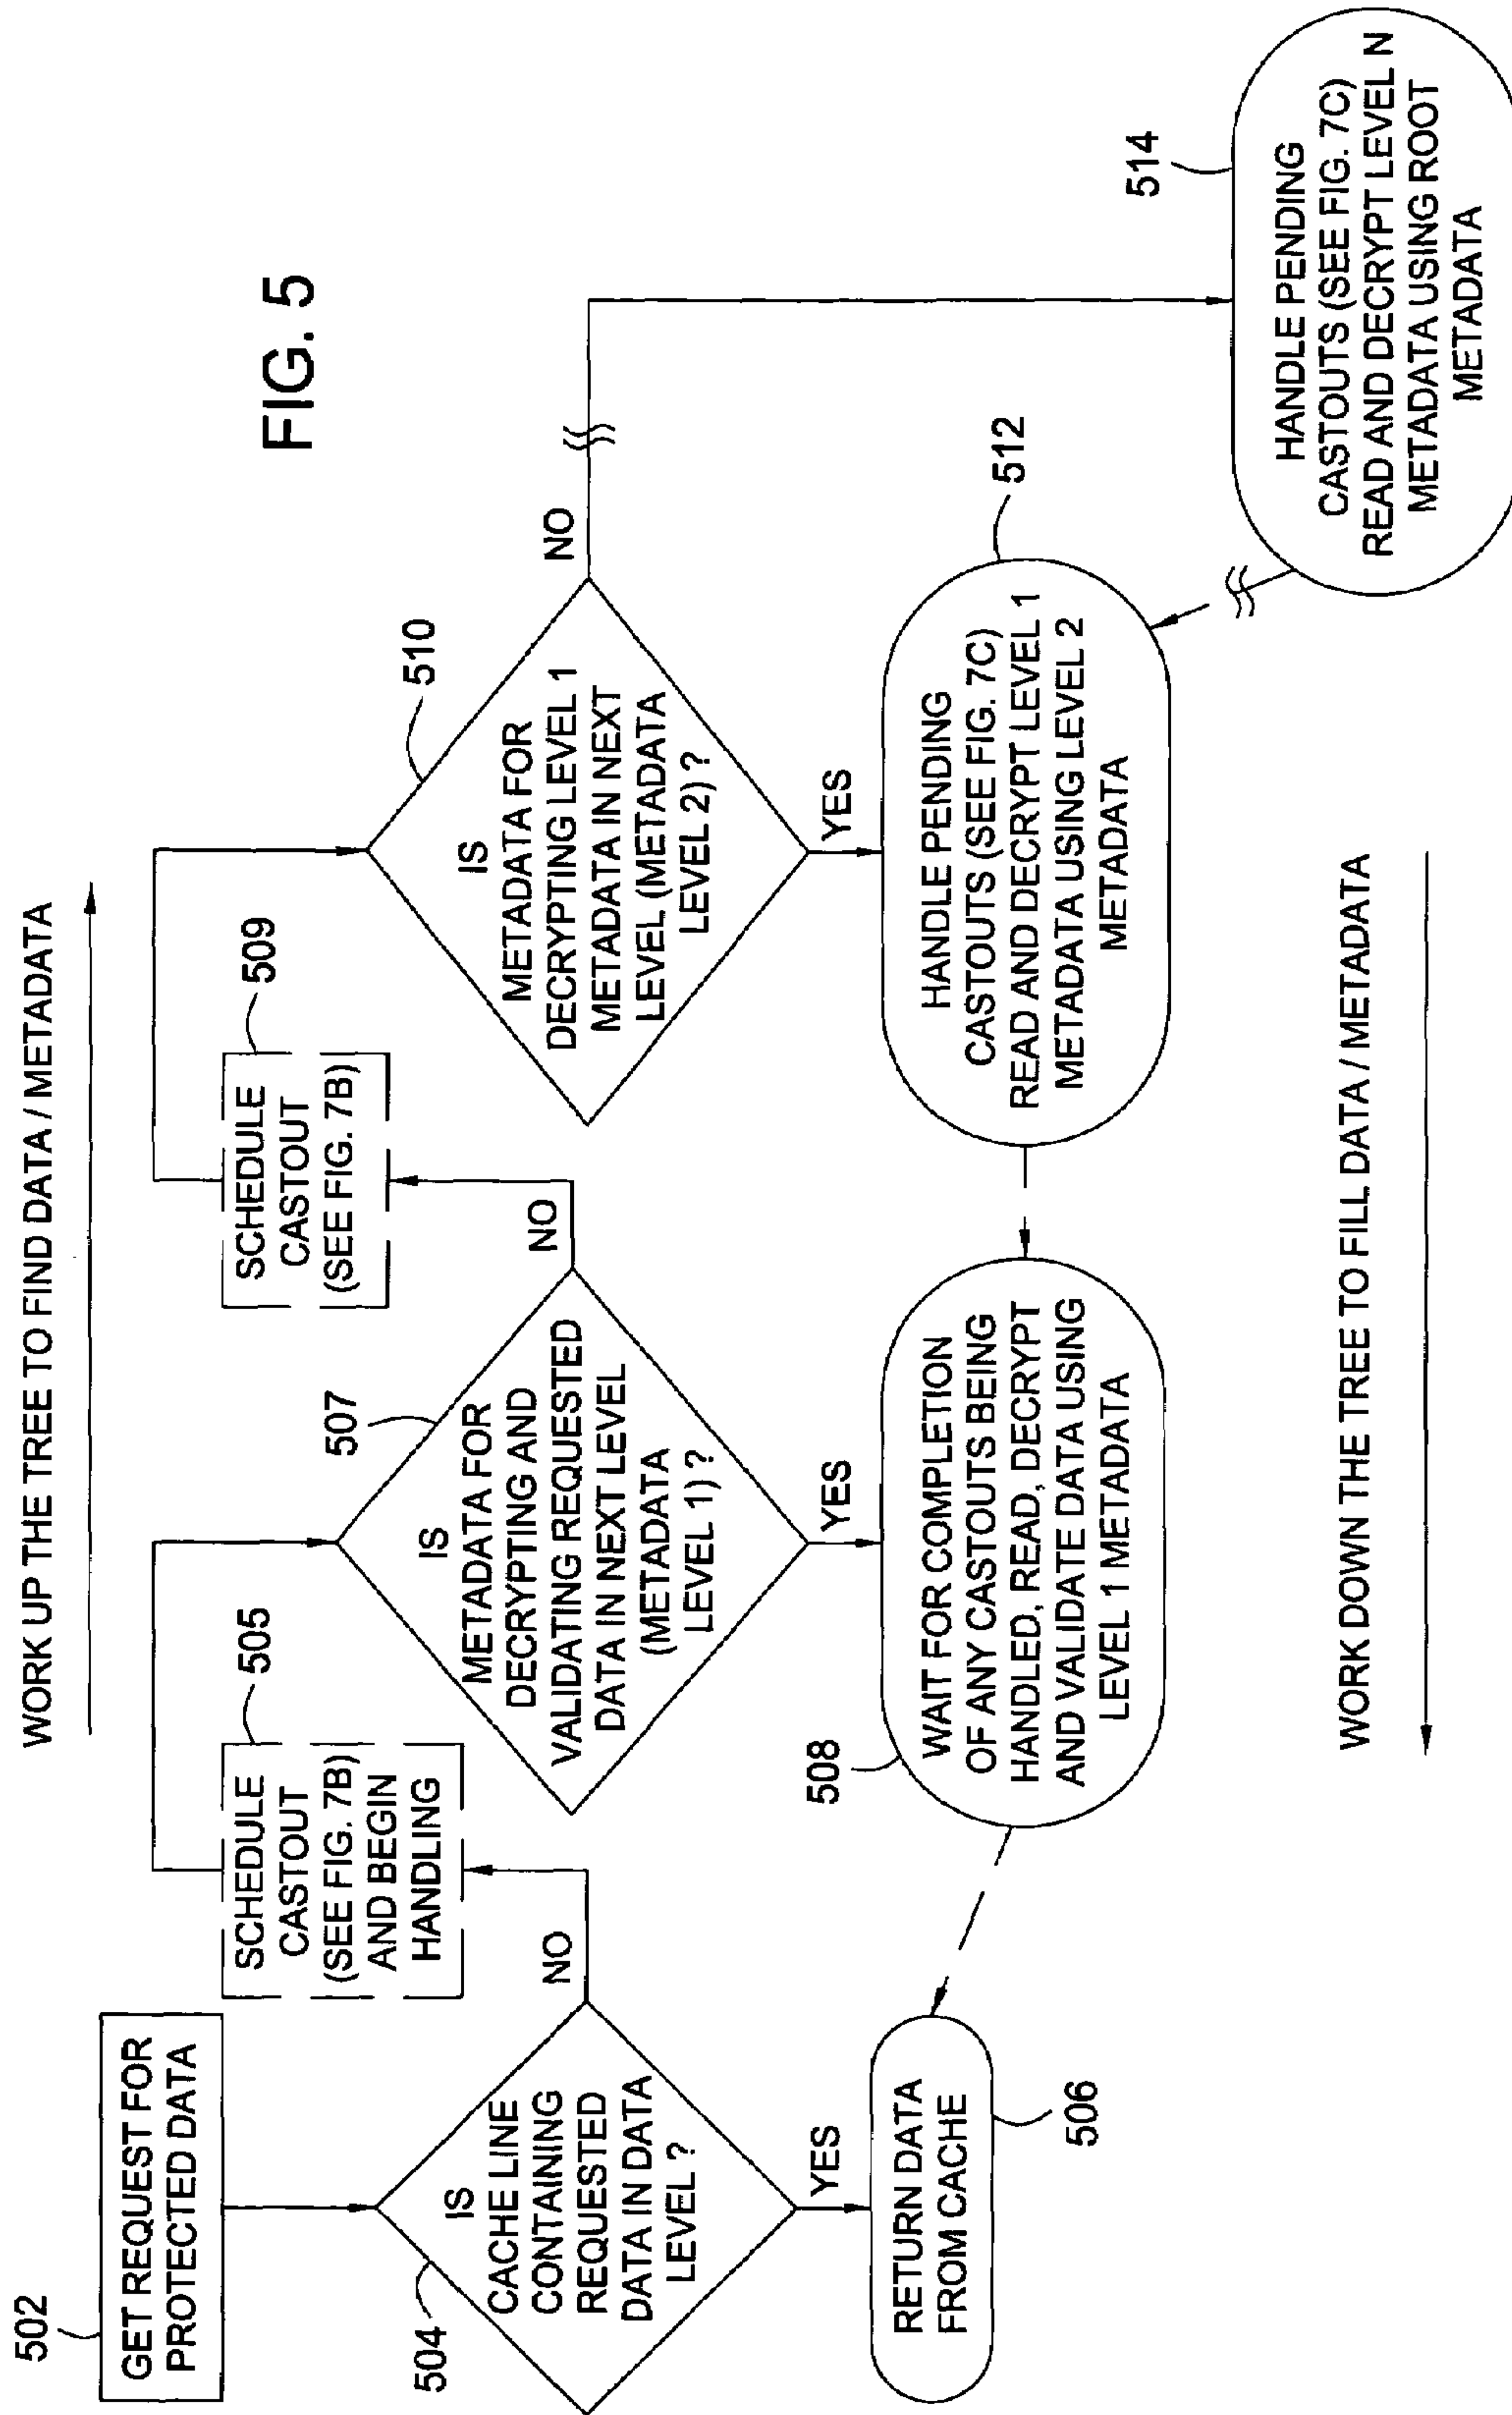 FIG. 5
WORK UP THE TREE TO FIND DATA / METADATA
502
GET REQUEST FOR
PROTECTED DATA
504
IS
CACHE LINE
CONTAINING
REQUESTED
DATA IN DATA
LEVEL ?
NO
YES
RETURN DATA
FROM CACHE
506
505
SCHEDULE
CASTOUT
(SEE FIG. 7B)
AND BEGIN
HANDLING
507
IS
METADATA FOR
DECRYPTING AND
VALIDATING REQUESTED
DATA IN NEXT LEVEL
(METADATA
LEVEL 1) ?
NO
YES
508
WAIT FOR COMPLETION
OF ANY CASTOUTS BEING
HANDLED, READ, DECRYPT
AND VALIDATE DATA USING
LEVEL 1 METADATA
509
SCHEDULE
CASTOUT
(SEE FIG. 7B)
510
IS
METADATA FOR
DECRYPTING LEVEL 1
METADATA IN NEXT
LEVEL (METADATA
LEVEL 2) ?
NO
YES
512
HANDLE PENDING
CASTOUTS (SEE FIG. 7C)
READ AND DECRYPT LEVEL 1
METADATA USING LEVEL 2
METADATA
514
HANDLE PENDING
CASTOUTS (SEE FIG. 7C)
READ AND DECRYPT LEVEL N
METADATA USING ROOT
METADATA
WORK DOWN THE TREE TO FILL DATA / METADATA